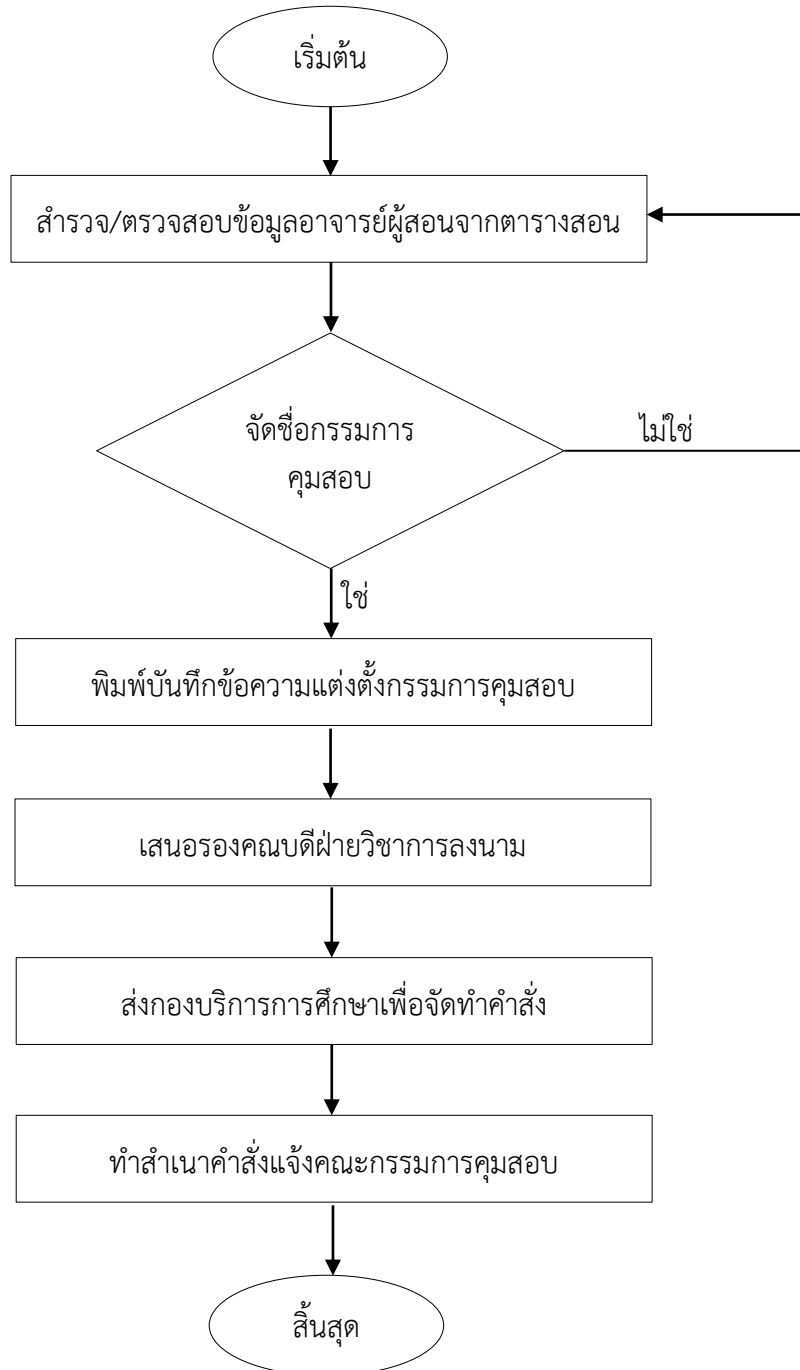 เริ่มต้น
สำรวจ/ตรวจสอบข้อมูลอาจารย์ผู้สอนจากตารางสอน
จัดชื่อกรรมการ
คุมสอบ
ไม่ใช่
ใช่
พิมพ์บันทึกข้อความแต่งตั้งกรรมการคุมสอบ
เสนอรองคณบดีฝ่ายวิชาการลงนาม
ส่งกองบริการการศึกษาเพื่อจัดทำคำสั่ง
ทำสำเนาคำสั่งแจ้งคณะกรรมการคุมสอบ
สิ้นสุด